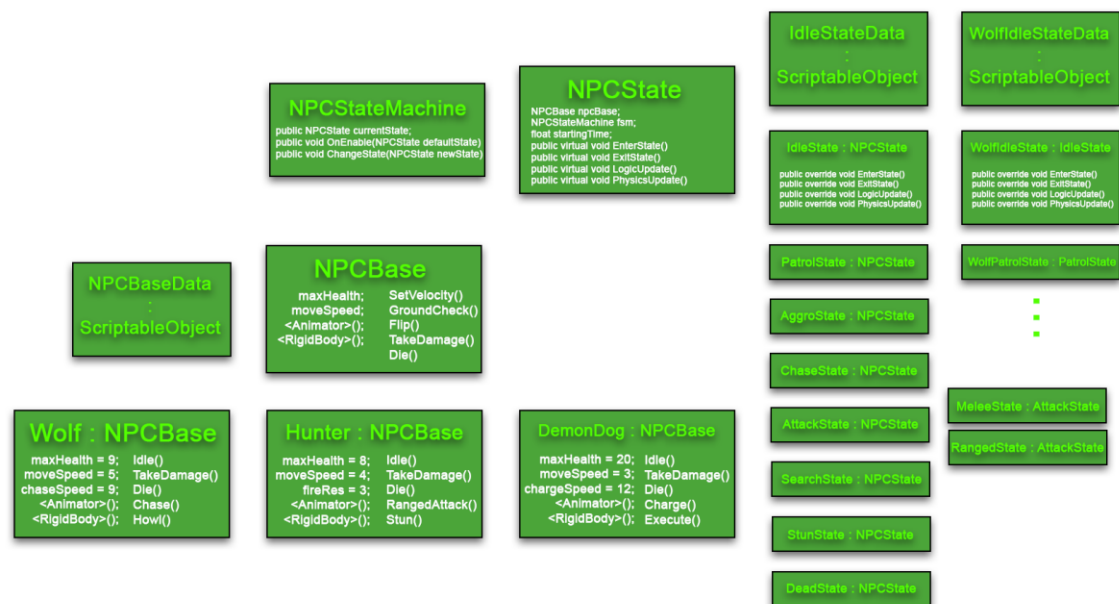 NPCStateMachine
public NPCState currentState;
public void OnEnable(NPCState defaultState)
public void ChangeState(NPCState newState)
NPCState
NPCBase npcBase;
NPCStateMachine fsm;
float startingTime;
public virtual void EnterState()
public virtual void ExitState()
public virtual void LogicUpdate()
public virtual void PhysicsUpdate()
IdleStateData
:
ScriptableObject
WolfIdleStateData
:
ScriptableObject
IdleState : NPCState
public override void EnterState()
public override void ExitState()
public override void LogicUpdate()
public override void PhysicsUpdate()
WolfIdleState : IdleState
public override void EnterState()
public override void ExitState()
public override void LogicUpdate()
public override void PhysicsUpdate()
NPCBaseData
:
ScriptableObject
NPCBase
maxHealth; SetVelocity()
moveSpeed; GroundCheck()
<Animator>(); Flip()
<RigidBody>(); TakeDamage()
Die()
PatrolState : NPCState
WolfPatrolState : PatrolState
AggroState : NPCState
ChaseState : NPCState
AttackState : NPCState
SearchState : NPCState
StunState : NPCState
DeadState : NPCState
MeleeState : AttackState
RangedState : AttackState
Wolf : NPCBase
maxHealth = 9; Idle()
moveSpeed = 5; TakeDamage()
chaseSpeed = 9; Die()
<Animator>(); Chase()
<RigidBody>(); Howl()
Hunter : NPCBase
maxHealth = 8; Idle()
moveSpeed = 4; TakeDamage()
fireRes = 3; Die()
<Animator>(); RangedAttack()
<RigidBody>(); Stun()
DemonDog : NPCBase
maxHealth = 20; Idle()
moveSpeed = 3; TakeDamage()
chargeSpeed = 12; Die()
<Animator>(); Charge()
<RigidBody>(); Execute()